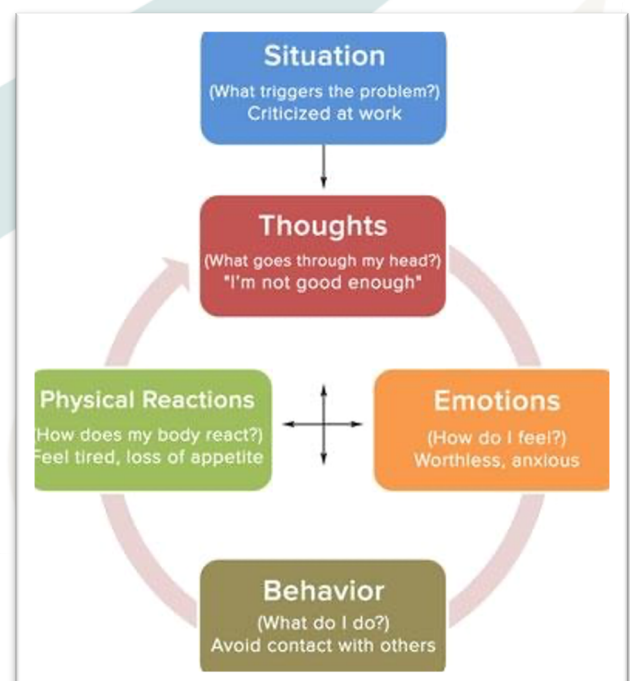 Situation
(What triggers the problem?)
Criticized at work
Thoughts
(What goes through my head?)
"I'm not good enough"
Physical Reactions
(How does my body react?)
Feel tired, loss of appetite
Emotions
(How do I feel?)
Worthless, anxious
Behavior
(What do I do?)
Avoid contact with others